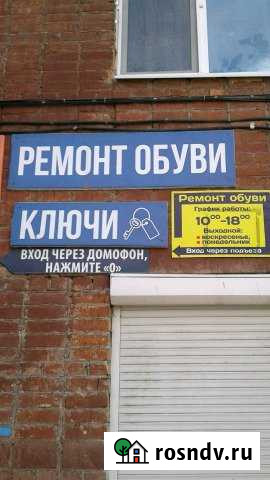 РЕМОНТ ОБУВИ
КЛЮЧИ
ВХОД ЧЕРЕЗ ДОМОФОН,
НАЖМИТЕ «0»
Ремонт обуви
График работы:
10⁰⁰-18⁰⁰
Выходной:
воскресенье,
понедельник
Вход через подъезд
rosndv.ru